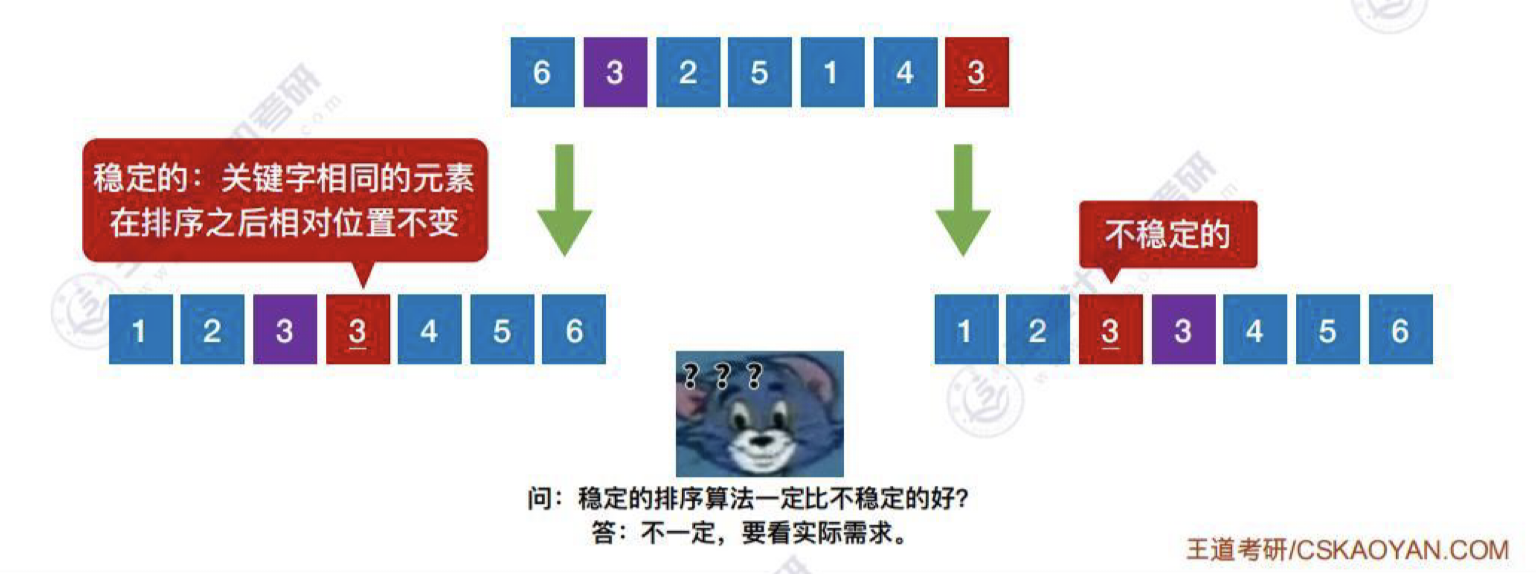 6 3 2 5 1 4 3
稳定的：关键字相同的元素
在排序之后相对位置不变
不稳定的
1 2 3 3 4 5 6
1 2 3 3 4 5 6
? ? ?
问：稳定的排序算法一定比不稳定的好？
答：不一定，要看实际需求。
王道考研/CSKAOYAN.COM